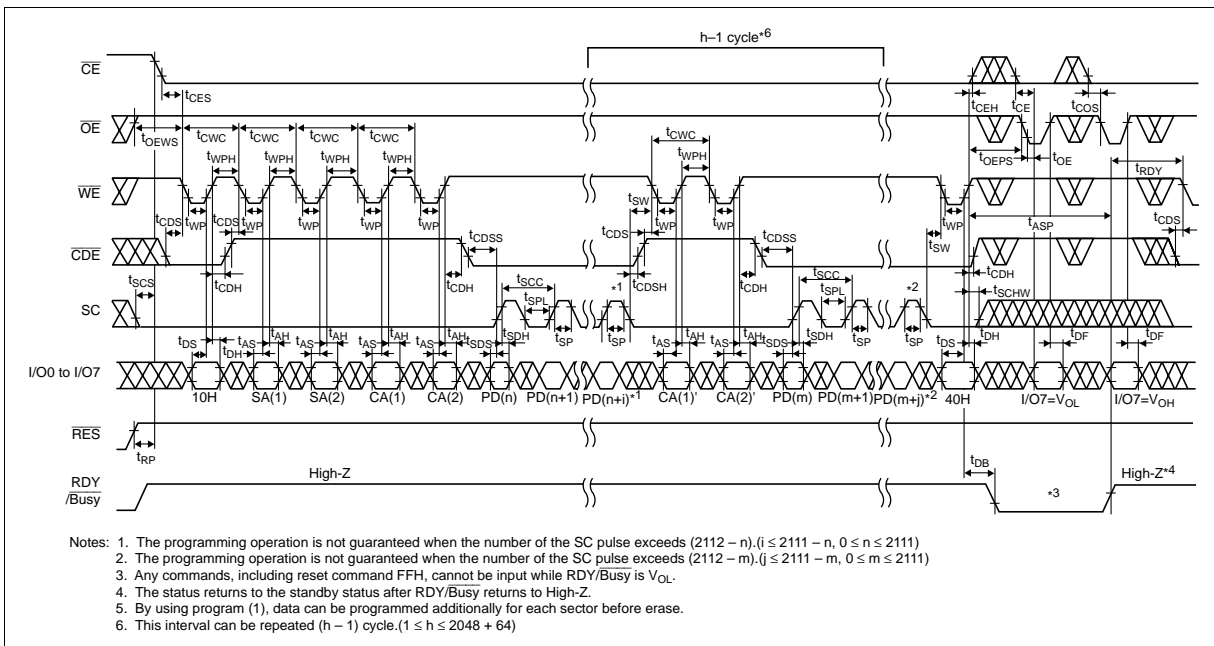 h–1 cycle*6
CE
tCES tCEH tCE tCOS
OE
tOEWS tCWC tCWC tCWC tCWC tCWC tOEPS tOE
tWPH tWPH tWPH tWPH tWPH tRDY
WE
tCDS tCDS tWP tWP tWP tWP tWP tSW tCDS tWP tWP tWP tSW tASP tCDS
CDE
tCDSS tCDSS
tSCS tCDH tCDH tCDSH tCDH tCDH
tSCC *1 tSCC *2 tSCHW
SC
tSPL tSPL
tSP tSP tSP tSP
tDS tDH tAS tAH tAS tAH tAS tAH tAS tAH tSDS tSDH tAS tAH tAS tAH tSDS tSDH tDS tDH tDF tDF
I/O0 to I/O7
10H SA(1) SA(2) CA(1) CA(2) PD(n) PD(n+1) PD(n+i)*1 CA(1)' CA(2)' PD(m) PD(m+1) PD(m+j)*2 40H I/O7=VOL I/O7=VOH
RES
tRP
tDB
RDY High-Z *3 High-Z*4
/Busy
Notes: 1. The programming operation is not guaranteed when the number of the SC pulse exceeds (2112 – n).(i ≤ 2111 – n, 0 ≤ n ≤ 2111)
2. The programming operation is not guaranteed when the number of the SC pulse exceeds (2112 – m).(j ≤ 2111 – m, 0 ≤ m ≤ 2111)
3. Any commands, including reset command FFH, cannot be input while RDY/Busy is VOL.
4. The status returns to the standby status after RDY/Busy returns to High-Z.
5. By using program (1), data can be programmed additionally for each sector before erase.
6. This interval can be repeated (h – 1) cycle.(1 ≤ h ≤ 2048 + 64)